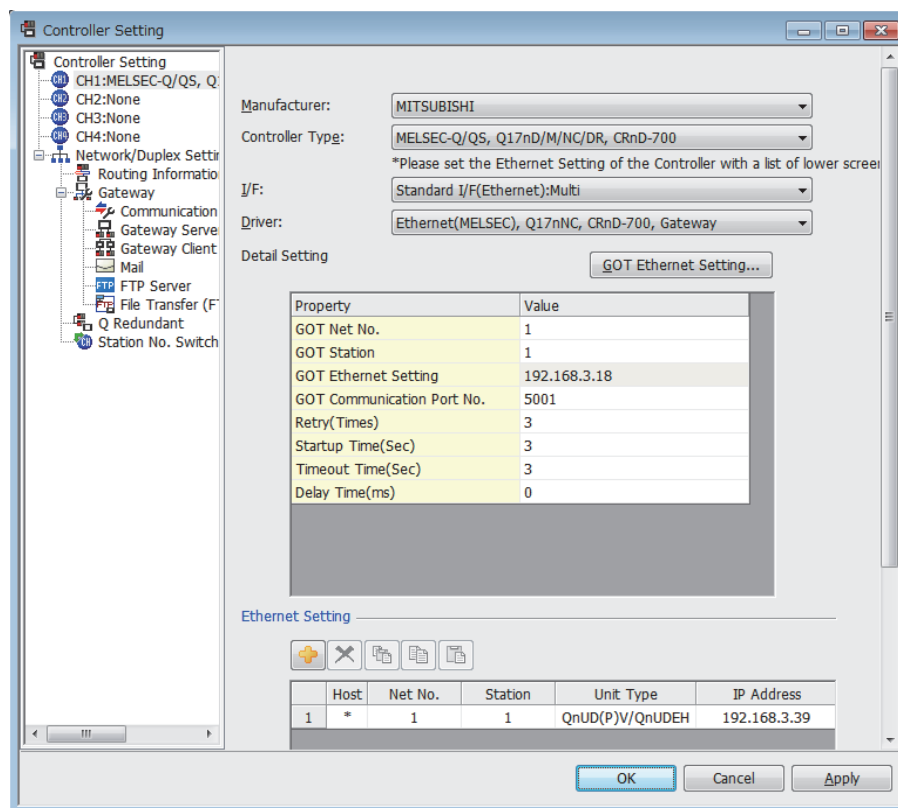 Controller Setting
Controller Setting
CH1:MELSEC-Q/QS, Q
CH2:None
CH3:None
CH4:None
Network/Duplex Settin
Routing Informatio
Gateway
Communication
Gateway Serve
Gateway Client
Mail
FTP Server
File Transfer (F
Q Redundant
Station No. Switch
Manufacturer: MITSUBISHI
Controller Type: MELSEC-Q/QS, Q17nD/M/NC/DR, CRnD-700
*Please set the Ethernet Setting of the Controller with a list of lower screen
I/F: Standard I/F(Ethernet):Multi
Driver: Ethernet(MELSEC), Q17nNC, CRnD-700, Gateway
Detail Setting GOT Ethernet Setting...
Property Value
GOT Net No. 1
GOT Station 1
GOT Ethernet Setting 192.168.3.18
GOT Communication Port No. 5001
Retry(Times) 3
Startup Time(Sec) 3
Timeout Time(Sec) 3
Delay Time(ms) 0
Ethernet Setting
Host Net No. Station Unit Type IP Address
1 * 1 1 QnUD(P)V/QnUDEH 192.168.3.39
OK Cancel Apply